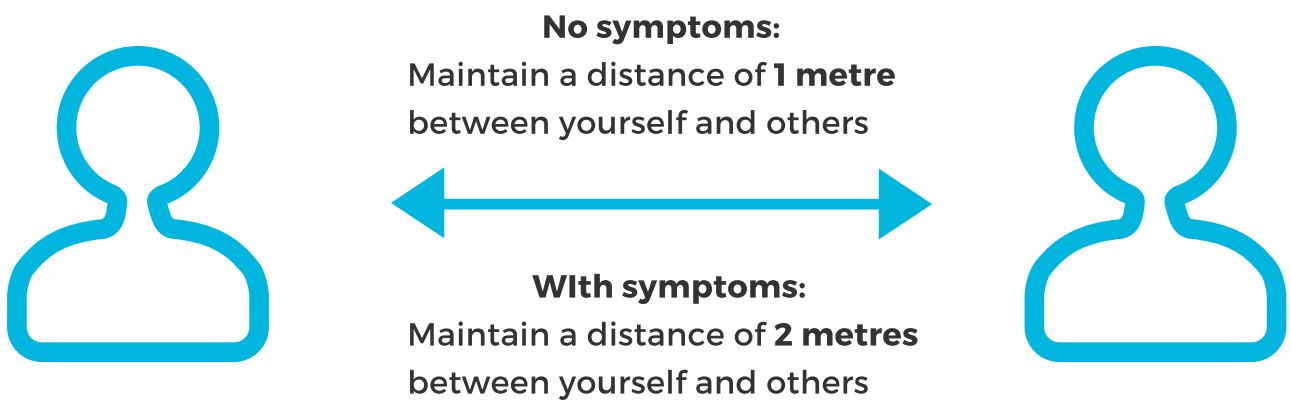 No symptoms:
Maintain a distance of 1 metre
between yourself and others
WIth symptoms:
Maintain a distance of 2 metres
between yourself and others